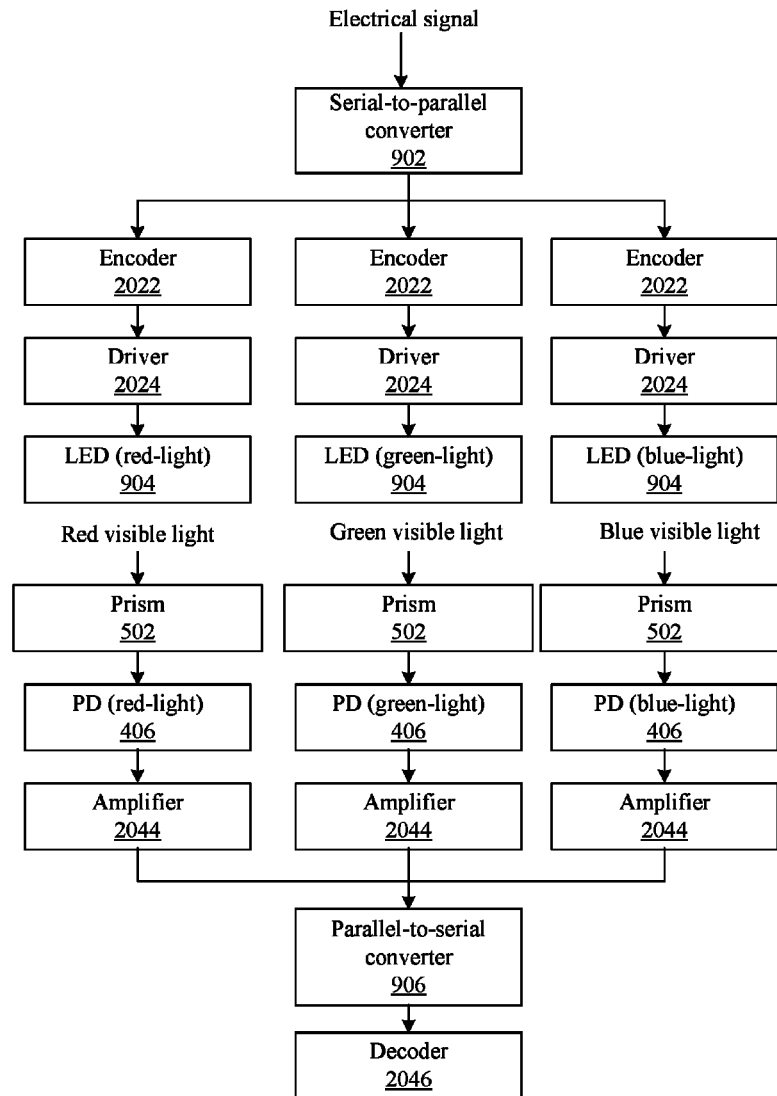 Electrical signal
Serial-to-parallel
converter
902
Encoder
2022
Encoder
2022
Encoder
2022
Driver
2024
Driver
2024
Driver
2024
LED (red-light)
904
LED (green-light)
904
LED (blue-light)
904
Red visible light
Green visible light
Blue visible light
Prism
502
Prism
502
Prism
502
PD (red-light)
406
PD (green-light)
406
PD (blue-light)
406
Amplifier
2044
Amplifier
2044
Amplifier
2044
Parallel-to-serial
converter
906
Decoder
2046